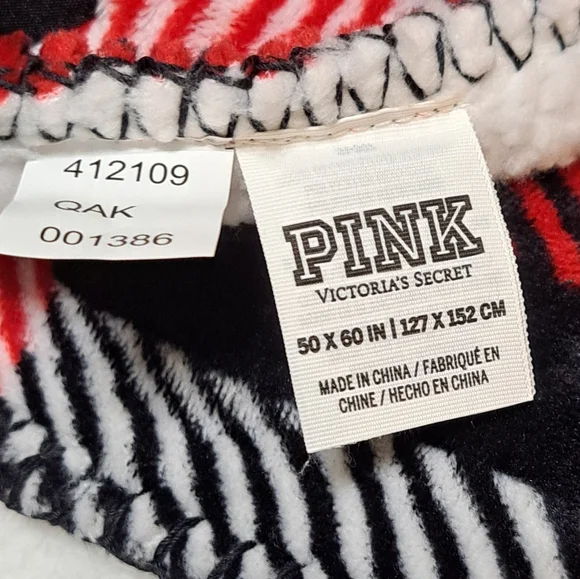 412109
QAK
001386
PINK
VICTORIA'S SECRET
50 X 60 IN | 127 X 152 CM
MADE IN CHINA / FABRIQUÉ EN
CHINE / HECHO EN CHINA